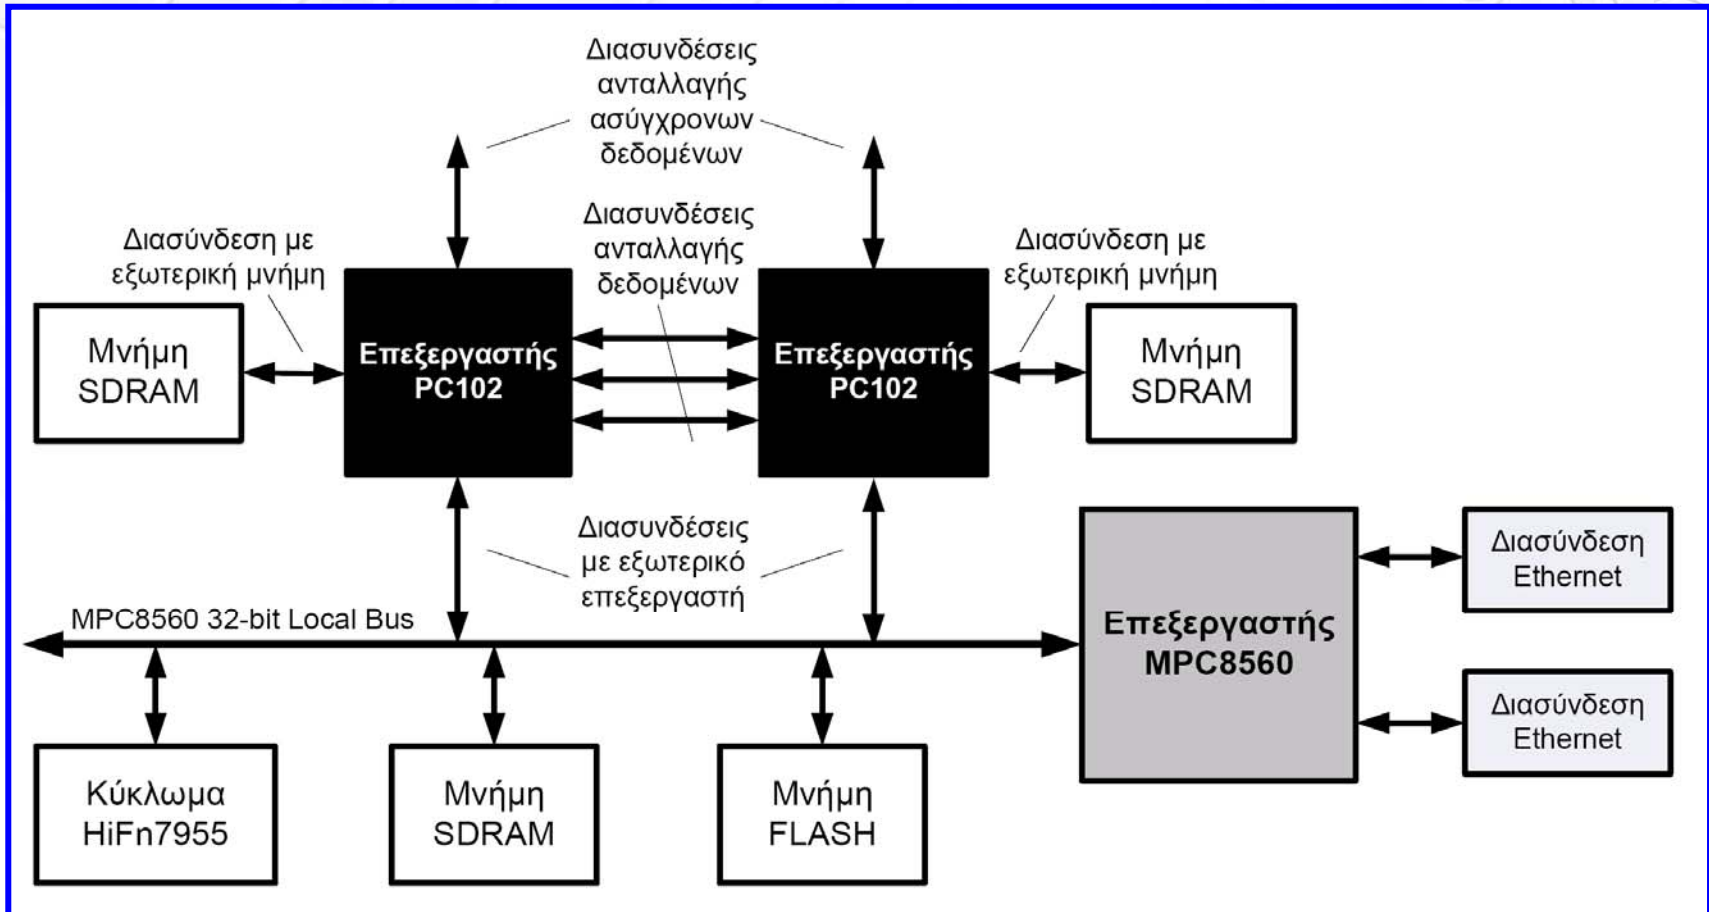 Διασυνδέσεις
ανταλλαγής
ασύγχρονων
δεδομένων
Διασυνδέσεις
ανταλλαγής
δεδομένων
Διασύνδεση με
εξωτερική μνήμη
Διασύνδεση με
εξωτερική μνήμη
Μνήμη
SDRAM
Επεξεργαστής
PC102
Επεξεργαστής
PC102
Μνήμη
SDRAM
Διασυνδέσεις
με εξωτερικό
επεξεργαστή
MPC8560 32-bit Local Bus
Επεξεργαστής
MPC8560
Διασύνδεση
Ethernet
Διασύνδεση
Ethernet
Κύκλωμα
HiFn7955
Μνήμη
SDRAM
Μνήμη
FLASH